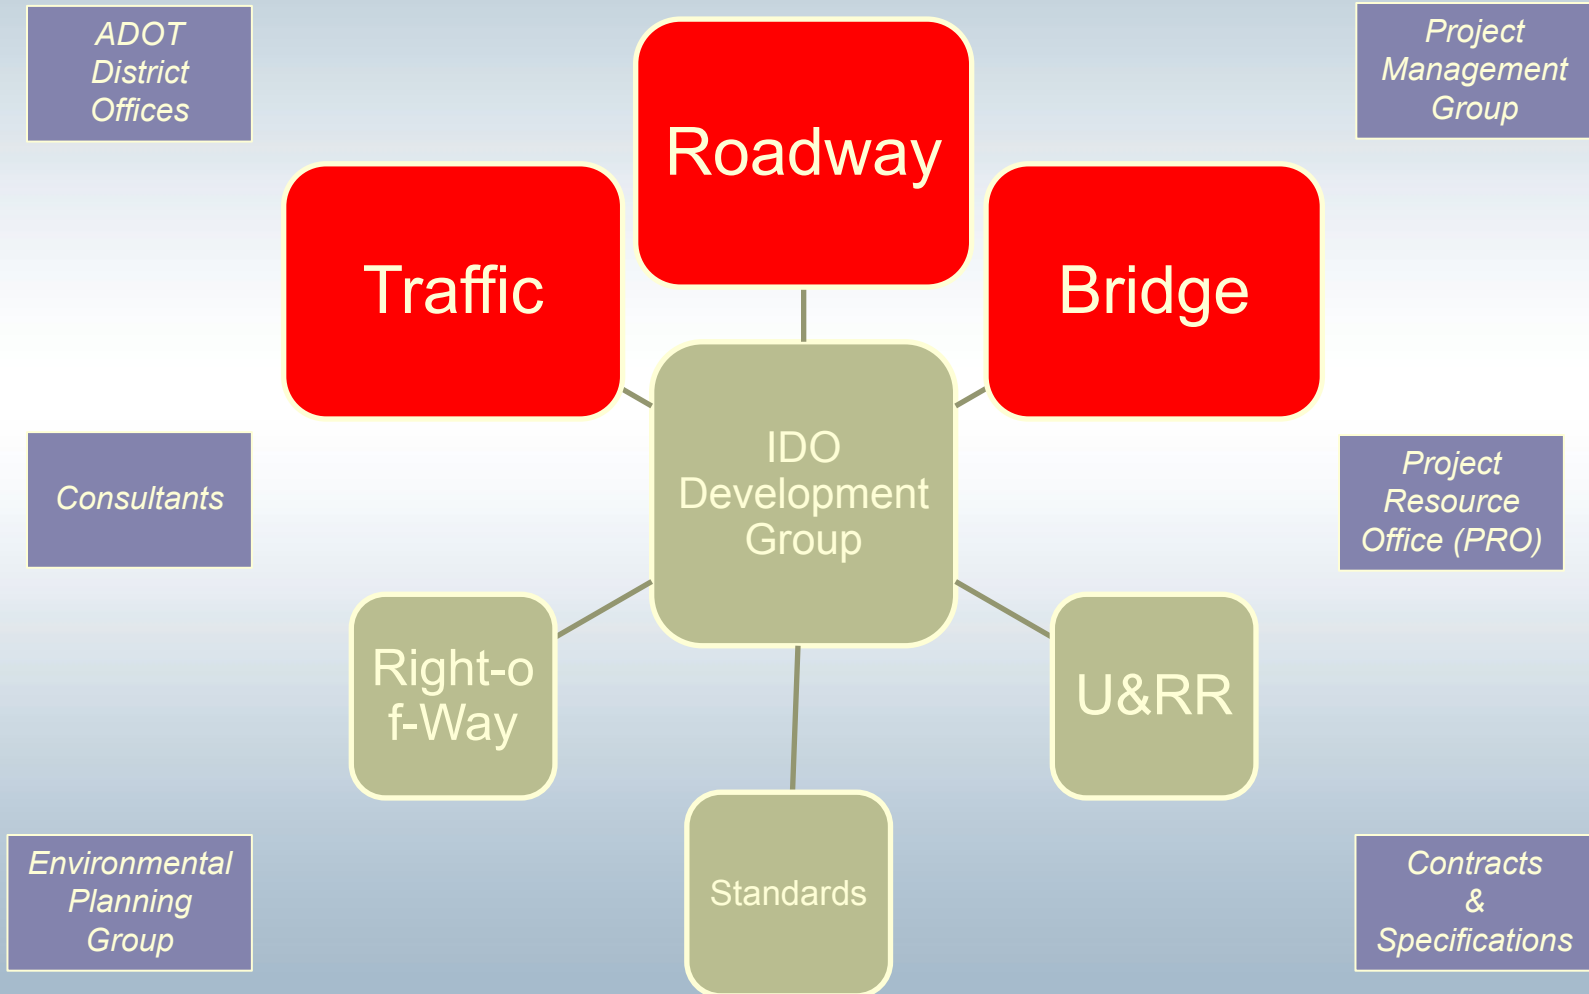 ADOT
District
Offices
Roadway
Project
Management
Group
Traffic
Bridge
IDO
Development
Group
Consultants
Project
Resource
Office (PRO)
Right-o
f-Way
U&RR
Standards
Environmental
Planning
Group
Contracts
&
Specifications